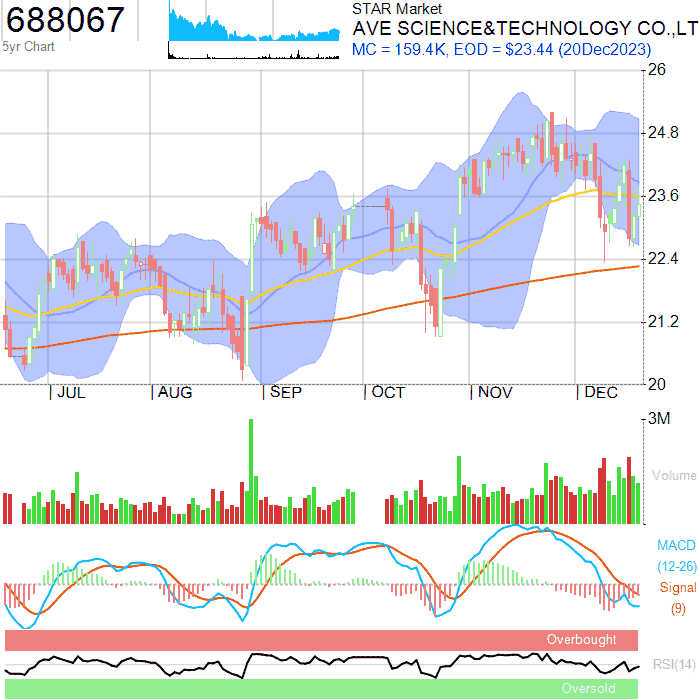 688067
5yr Chart
STAR Market
AVE SCIENCE&TECHNOLOGY CO.,LT
MC = 159.4K, EOD = $23.44 (20Dec2023)
26
24.8
23.6
22.4
21.2
20
JUL AUG SEP OCT NOV DEC
3M
Volume
MACD
(12-26)
Signal
(9)
Overbought
RSI(14)
Oversold